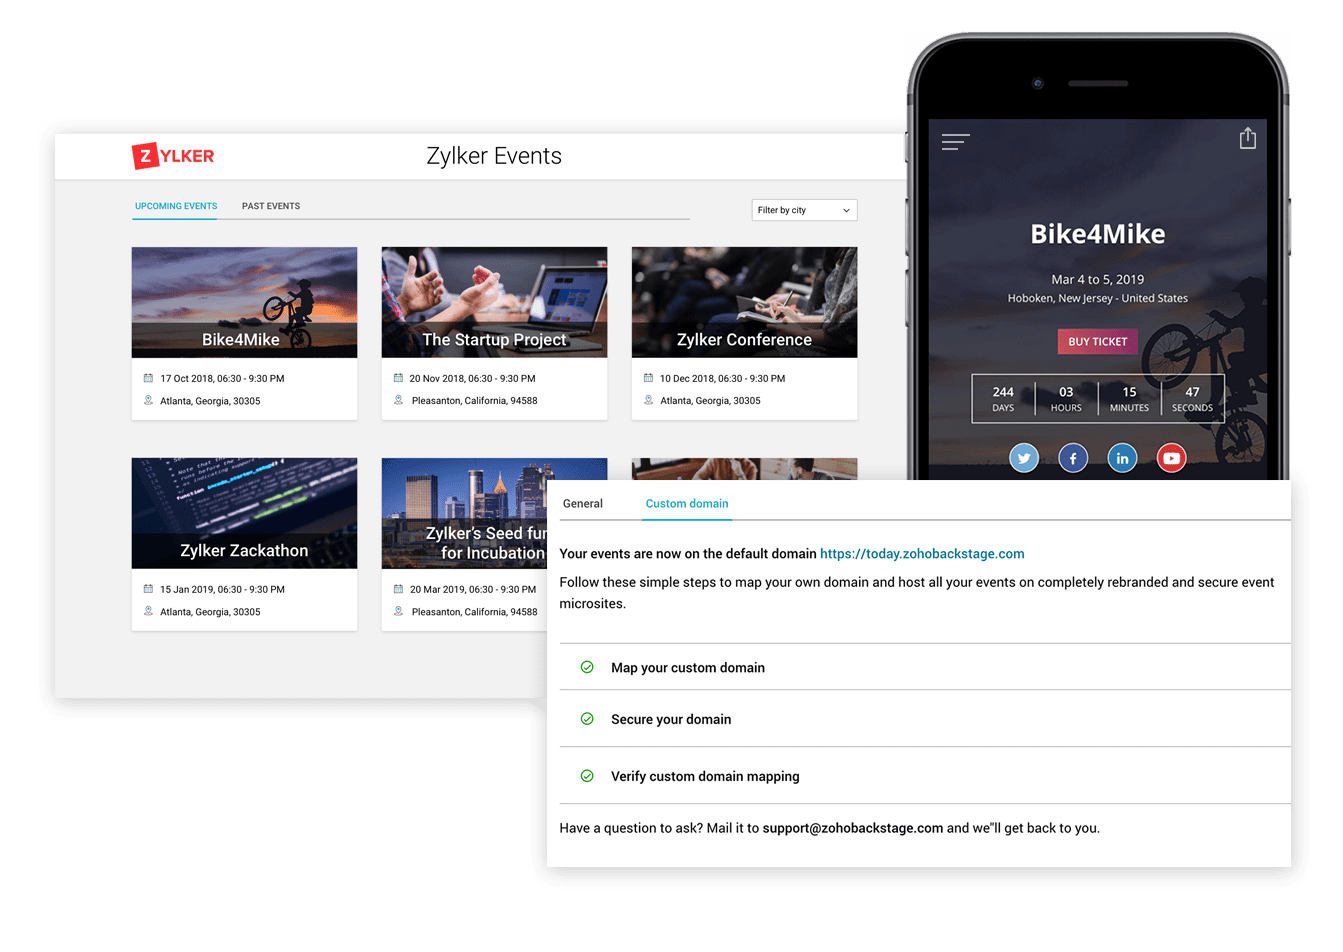 ZYLKER
Zylker Events
UPCOMING EVENTS
PAST EVENTS
Filter by city
Bike4Mike
17 Oct 2018, 06:30 - 9:30 PM
Atlanta, Georgia, 30305
The Startup Project
20 Nov 2018, 06:30 - 9:30 PM
Pleasanton, California, 94588
Zylker Conference
10 Dec 2018, 06:30 - 9:30 PM
Atlanta, Georgia, 30305
Zylker Zackathon
15 Jan 2019, 06:30 - 9:30 PM
Atlanta, Georgia, 30305
Zylker's Seed fun
for Incubation
20 Mar 2019, 06:30 - 9:30 PM
Pleasanton, California, 94588
Bike4Mike
Mar 4 to 5, 2019
Hoboken, New Jersey - United States
BUY TICKET
244 03 15 47
DAYS HOURS MINUTES SECONDS
General
Custom domain
Your events are now on the default domain https://today.zohobackstage.com
Follow these simple steps to map your own domain and host all your events on completely rebranded and secure event
microsites.
Map your custom domain
Secure your domain
Verify custom domain mapping
Have a question to ask? Mail it to support@zohobackstage.com and we"ll get back to you.